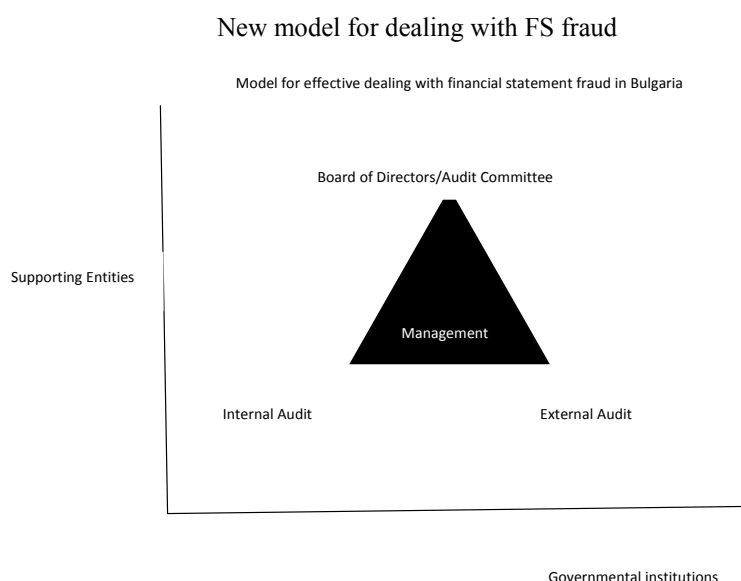 New model for dealing with FS fraud
Model for effective dealing with financial statement fraud in Bulgaria
Board of Directors/Audit Committee
Supporting Entities
Management
Internal Audit
External Audit
Governmental institutions